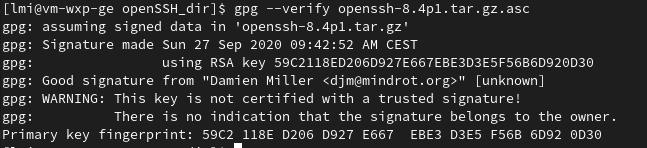 [lmi@vm-wxp-ge openSSH_dir]$ gpg --verify openssh-8.4p1.tar.gz.asc
gpg: assuming signed data in 'openssh-8.4p1.tar.gz'
gpg: Signature made Sun 27 Sep 2020 09:42:52 AM CEST
gpg:                using RSA key 59C2118ED206D927E667EBE3D3E5F56B6D920D30
gpg: Good signature from "Damien Miller <djm@mindrot.org>" [unknown]
gpg: WARNING: This key is not certified with a trusted signature!
gpg:          There is no indication that the signature belongs to the owner.
Primary key fingerprint: 59C2 118E D206 D927 E667  EBE3 D3E5 F56B 6D92 0D30